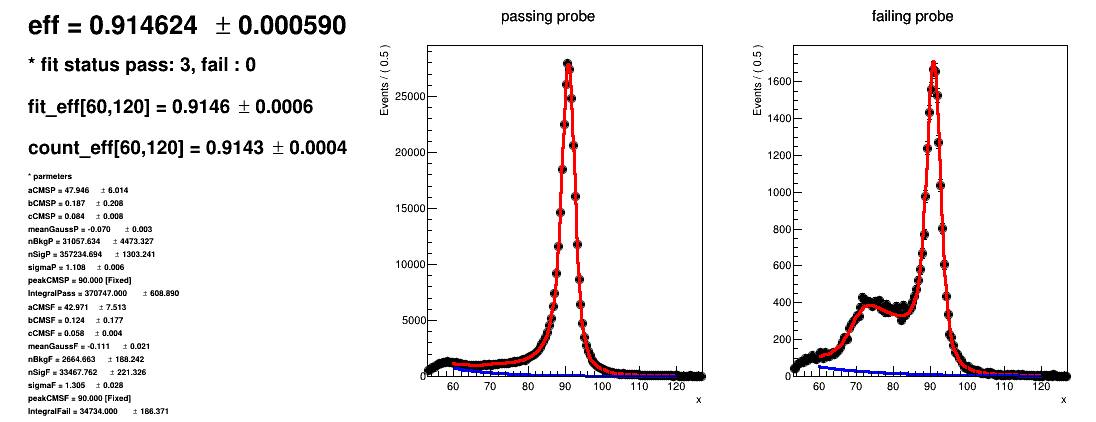 eff = 0.914624 ± 0.000590
* fit status pass: 3, fail : 0
fit_eff[60,120] = 0.9146 ± 0.0006
count_eff[60,120] = 0.9143 ± 0.0004
* parmeters
aCMSP = 47.946 ± 6.014
bCMSP = 0.187 ± 0.208
cCMSP = 0.084 ± 0.008
meanGaussP = -0.070 ± 0.003
nBkgP = 31057.634 ± 4473.327
nSigP = 357234.694 ± 1303.241
sigmaP = 1.108 ± 0.006
peakCMSP = 90.000 [Fixed]
IntegralPass = 370747.000 ± 608.890
aCMSF = 42.971 ± 7.513
bCMSF = 0.124 ± 0.177
cCMSF = 0.058 ± 0.004
meanGaussF = -0.111 ± 0.021
nBkgF = 2664.663 ± 188.242
nSigF = 33467.762 ± 221.326
sigmaF = 1.305 ± 0.028
peakCMSF = 90.000 [Fixed]
IntegralFail = 34734.000 ± 186.371
passing probe
Events / ( 0.5 )
25000
20000
15000
10000
5000
0
60 70 80 90 100 110 120
x
failing probe
Events / ( 0.5 )
1600
1400
1200
1000
800
600
400
200
0
60 70 80 90 100 110 120
x